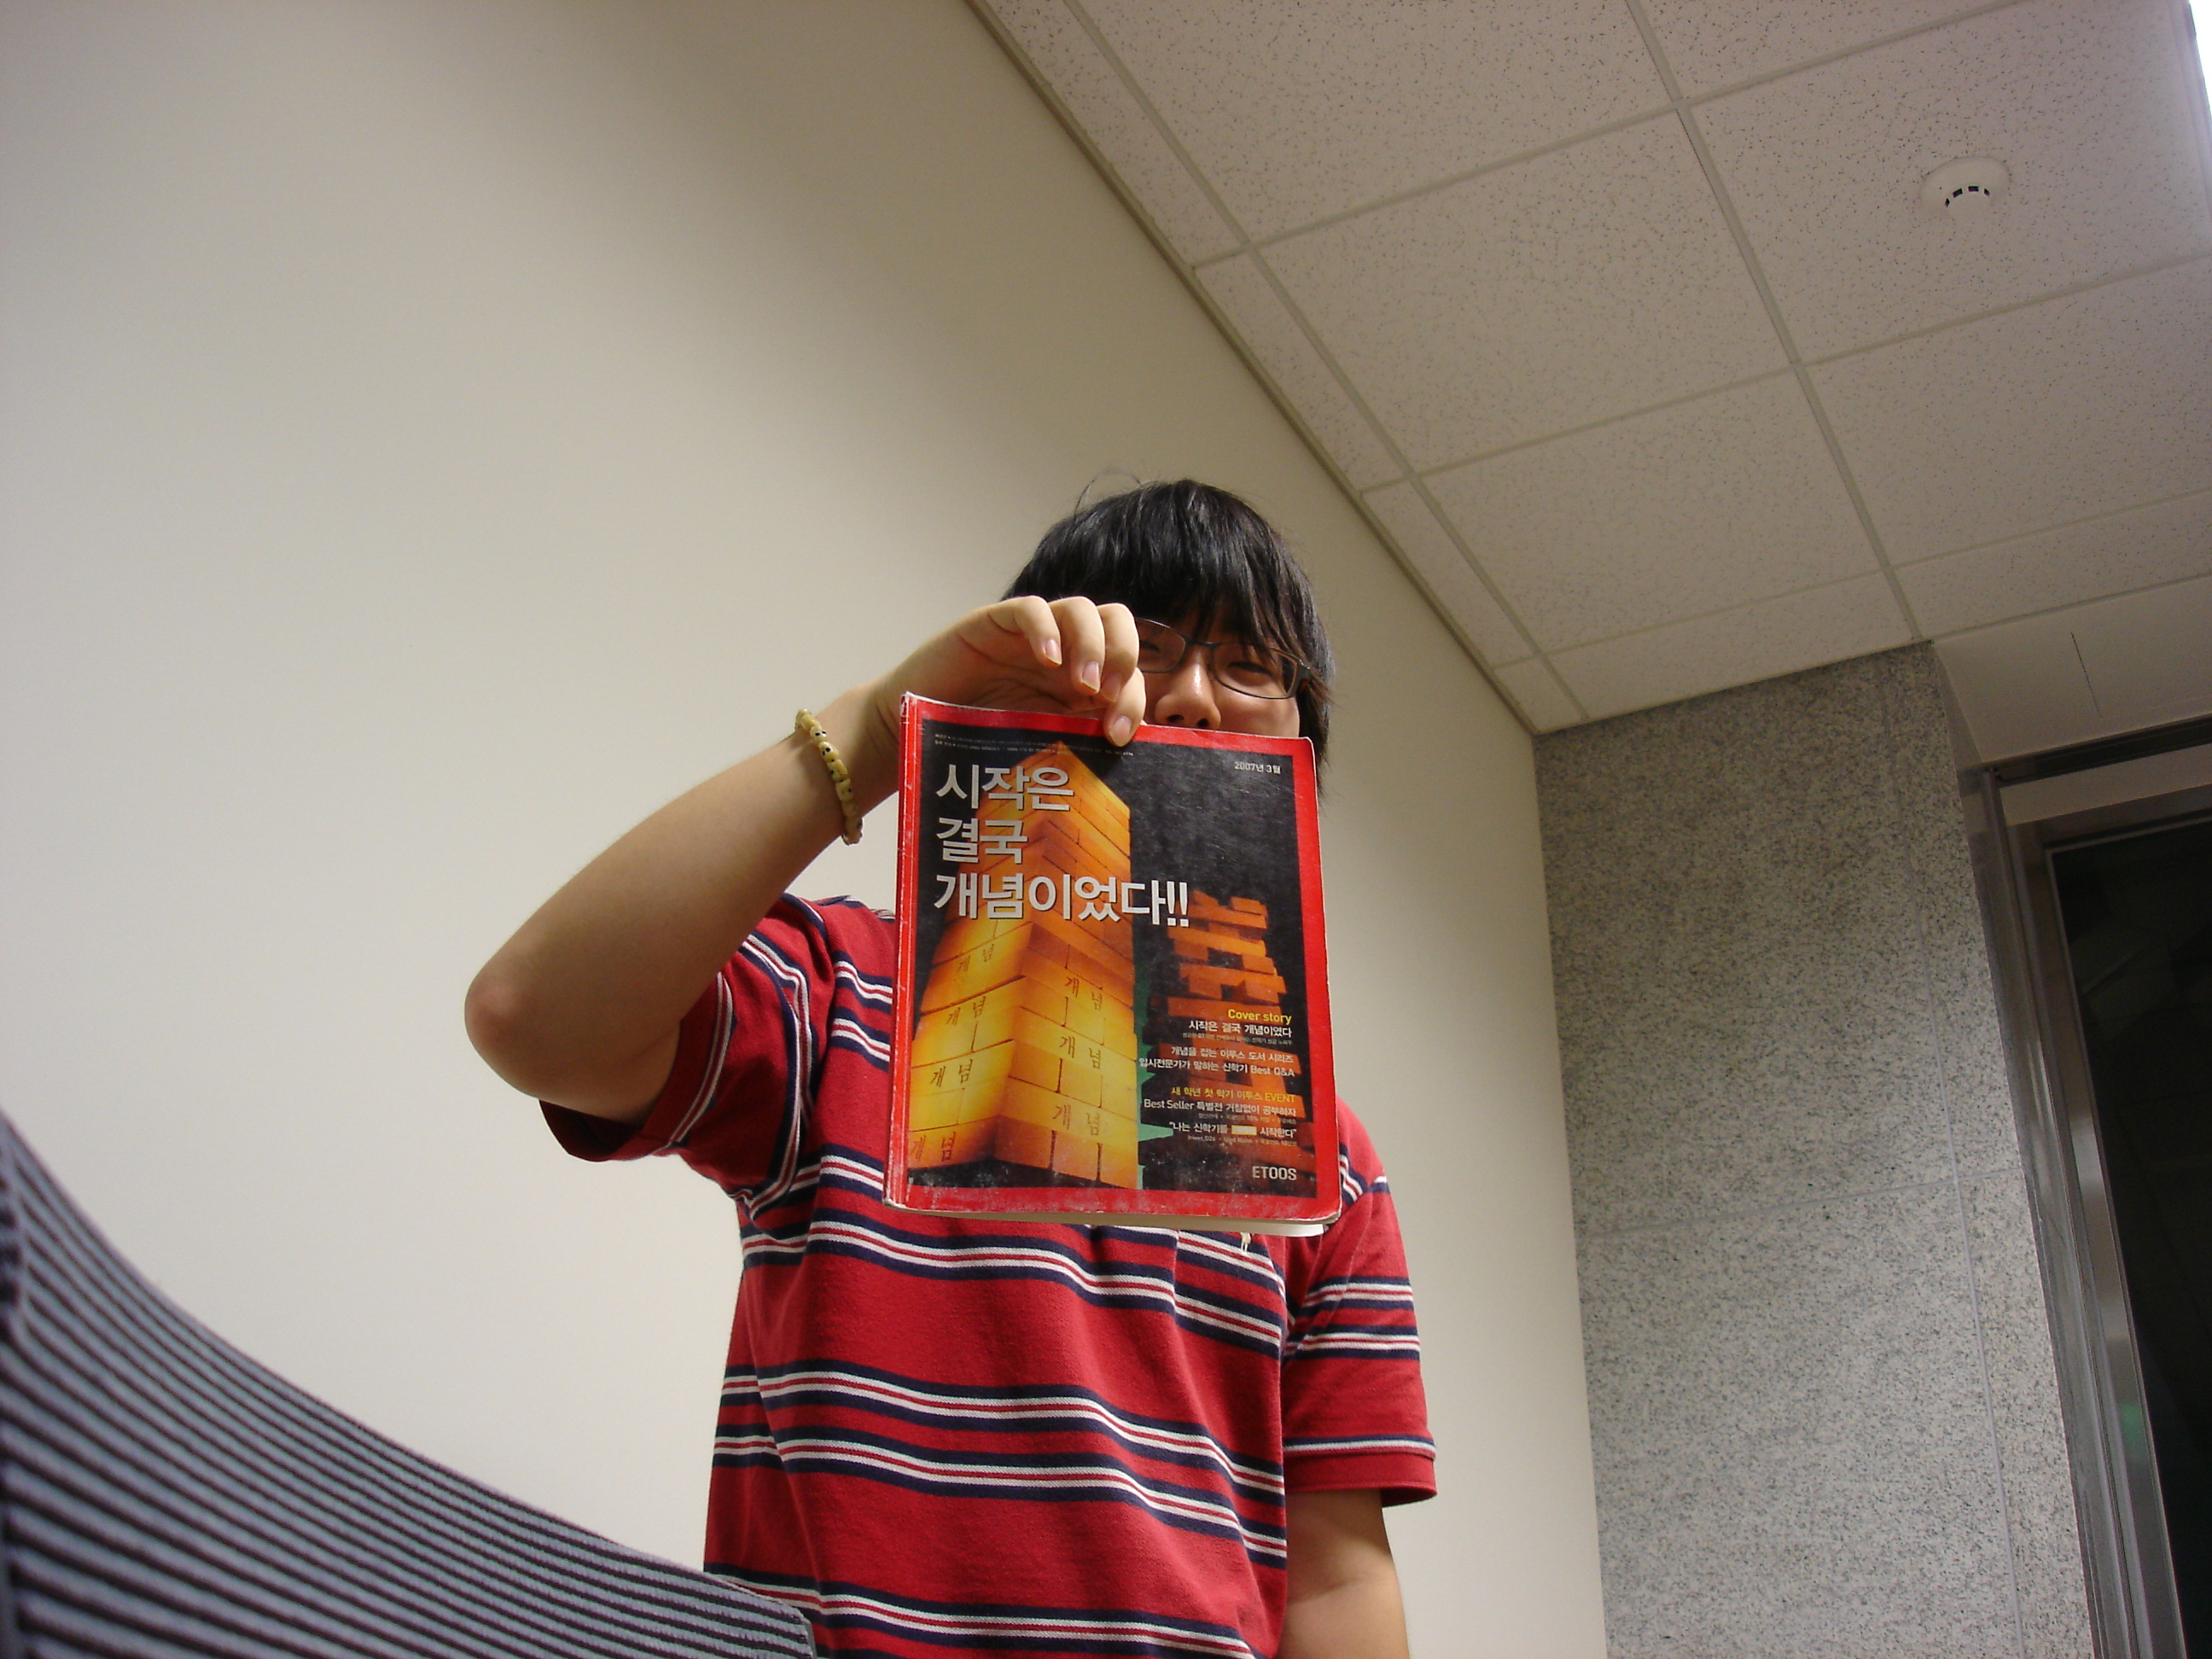 2007년 3월
시작은
결국
개념이었다!!
개념
개념
개념
개념
개념
개념
개념
Cover story
시작은 결국 개념이었다
개념을 잡는 이투스 도서 시리즈
입시전문가가 말하는 신학기 Best Q&A
새 학년 첫 학기 이투스 EVENT
Best Seller 특별전 거침없이 공부하자
"나는 신학기를 시작한다"
ETOOS